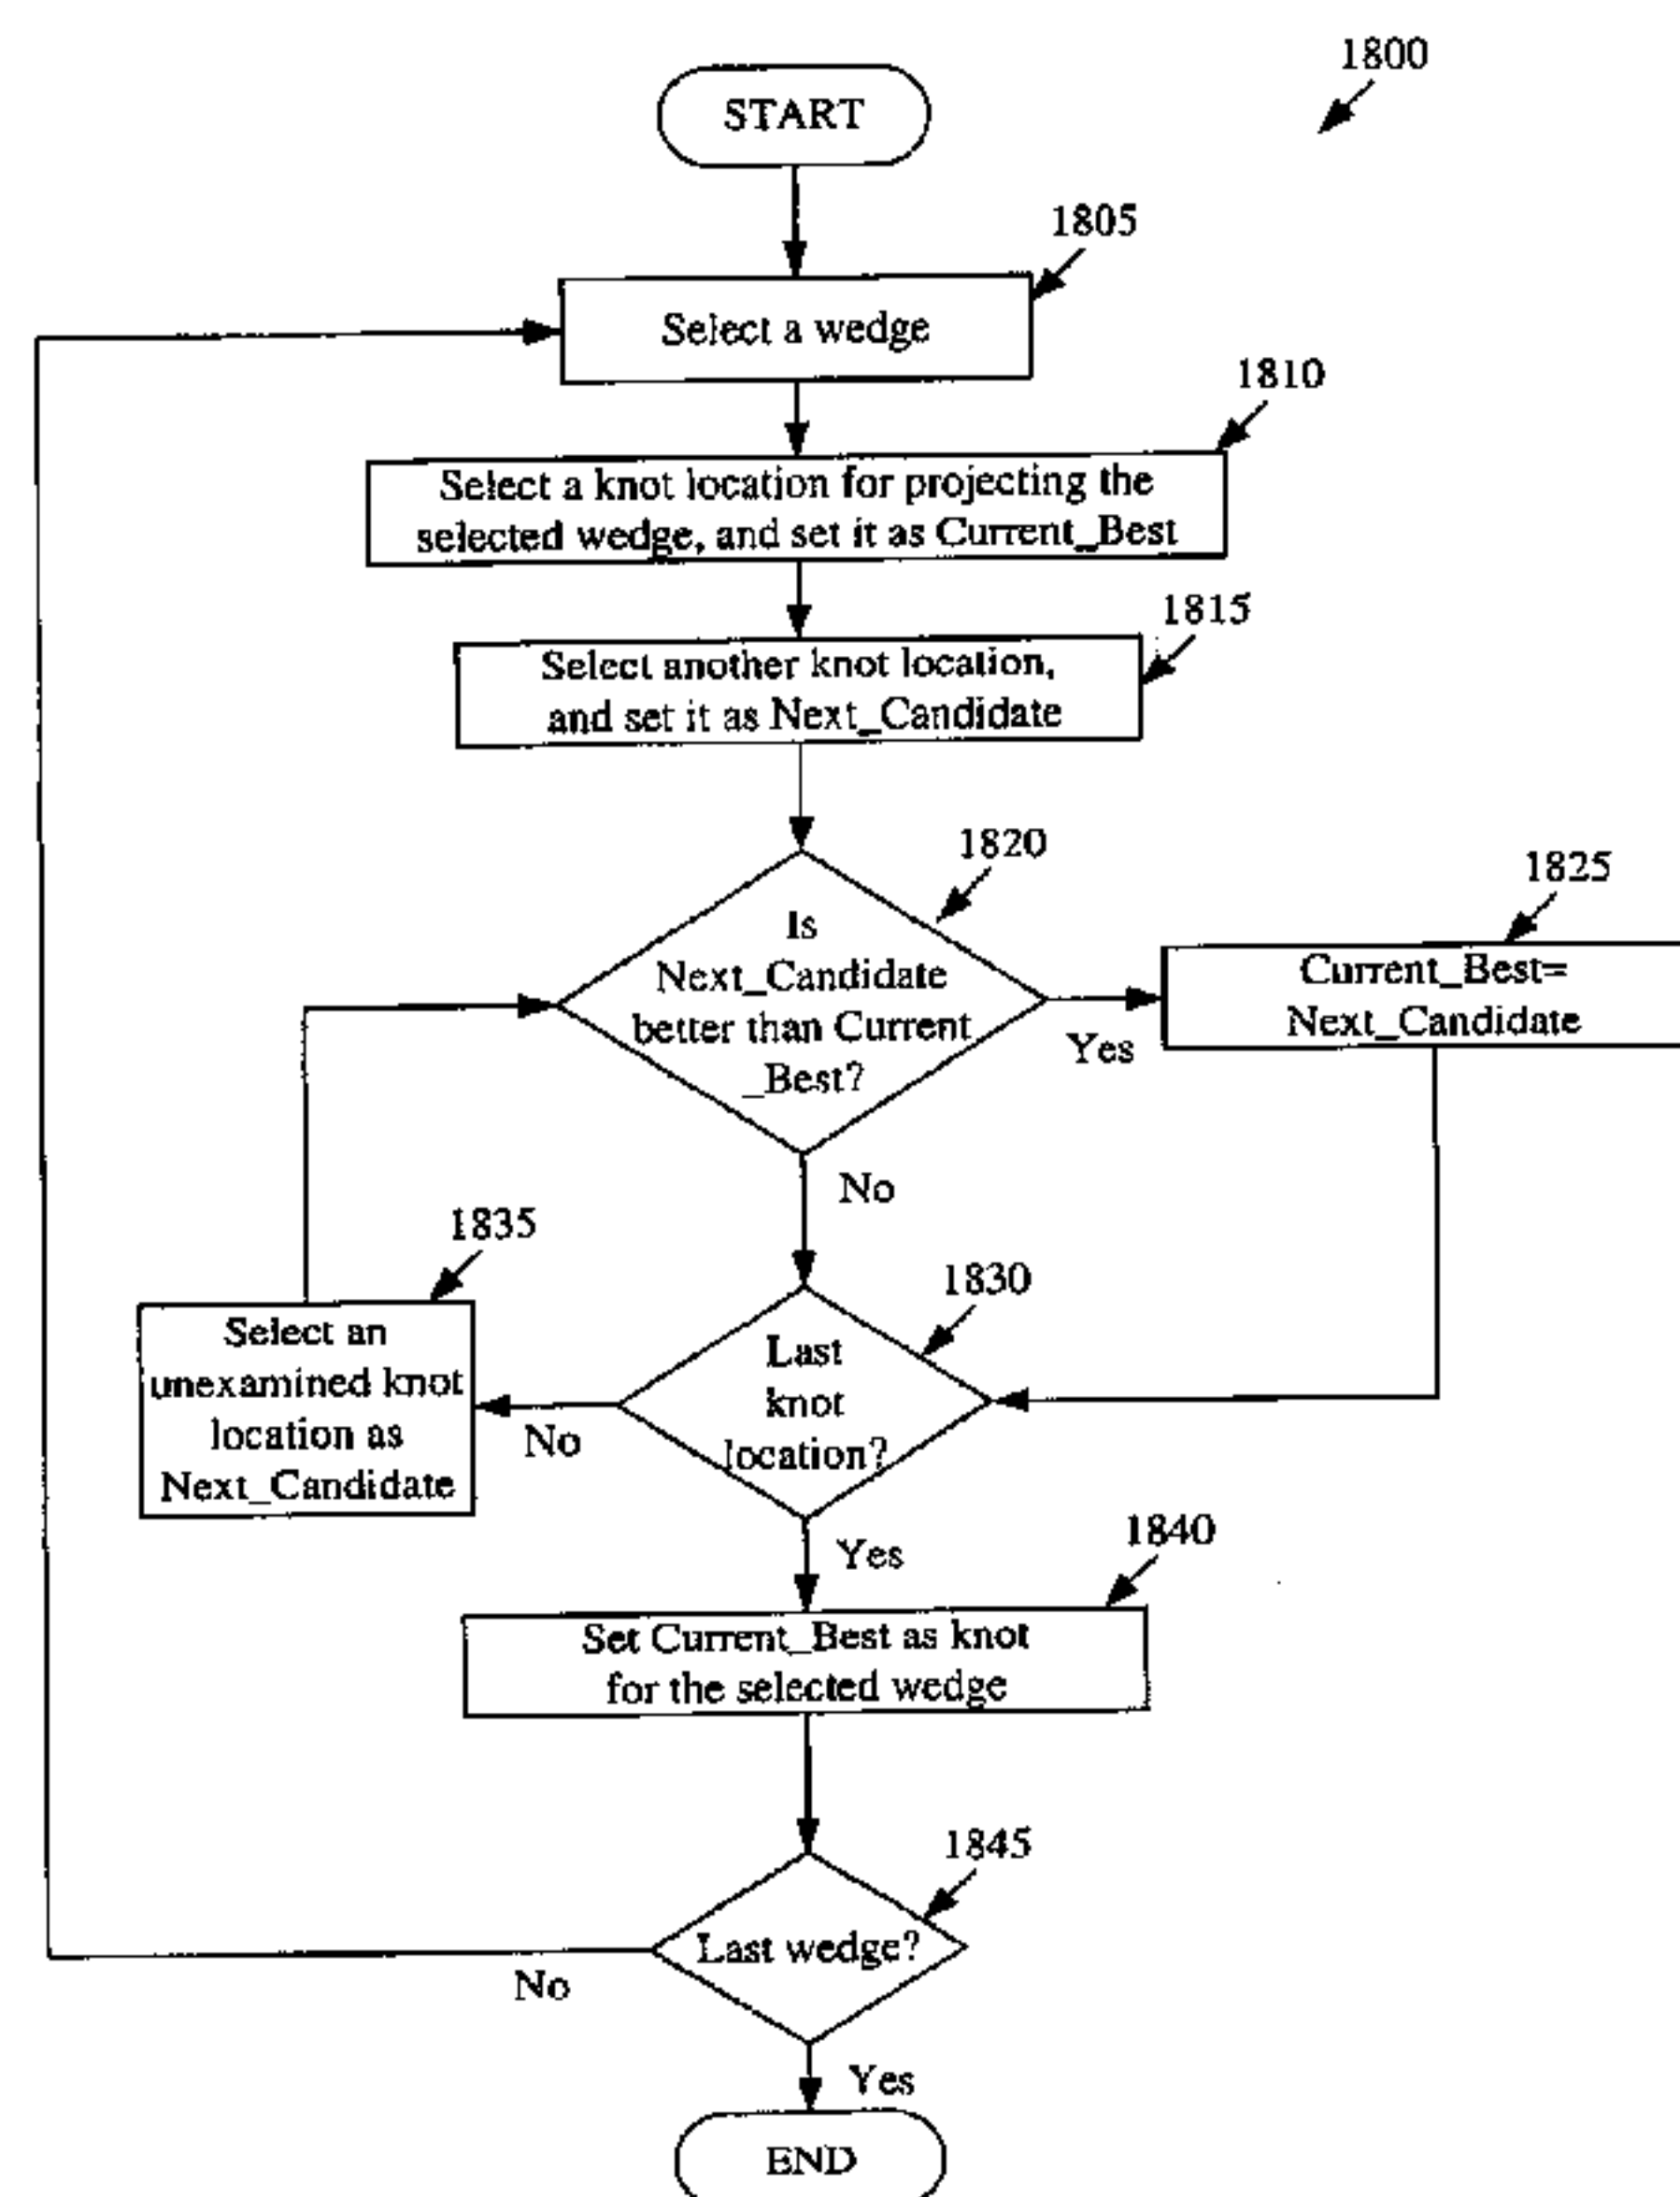 1800
START
1805
Select a wedge
1810
Select a knot location for projecting the
selected wedge, and set it as Current_Best
1815
Select another knot location,
and set it as Next_Candidate
1820
Is
Next_Candidate
better than Current
_Best?
Yes
1825
Current_Best=
Next_Candidate
No
1835
Select an
unexamined knot
location as
Next_Candidate
1830
Last
knot
location?
No
Yes
1840
Set Current_Best as knot
for the selected wedge
1845
Last wedge?
No
Yes
END